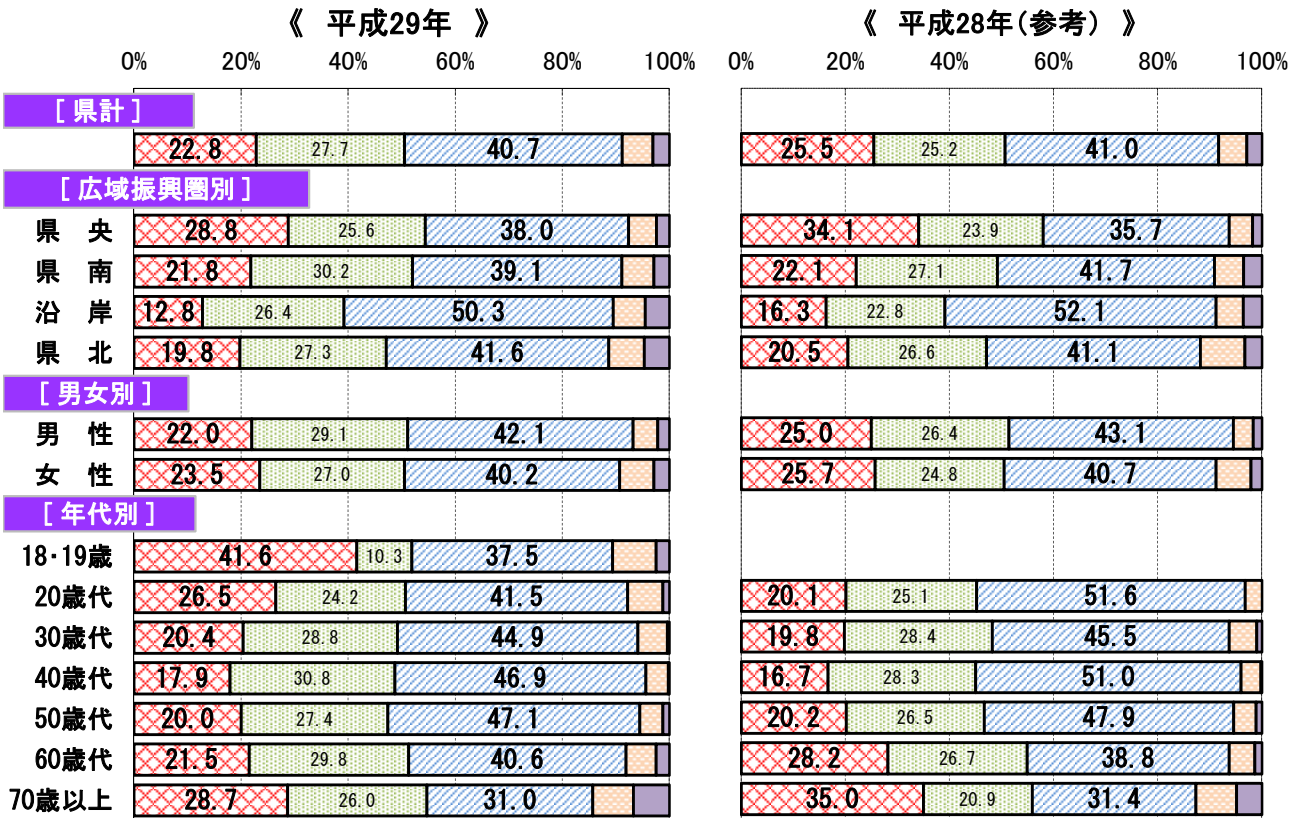 《 平成29年 》 《 平成28年(参考) 》
0% 20% 40% 60% 80% 100% 0% 20% 40% 60% 80% 100%
[ 県計 ]
22.8 27.7 40.7 25.5 25.2 41.0
[ 広域振興圏別 ]
県 央 28.8 25.6 38.0 34.1 23.9 35.7
県 南 21.8 30.2 39.1 22.1 27.1 41.7
沿 岸 12.8 26.4 50.3 16.3 22.8 52.1
県 北 19.8 27.3 41.6 20.5 26.6 41.1
[ 男女別 ]
男 性 22.0 29.1 42.1 25.0 26.4 43.1
女 性 23.5 27.0 40.2 25.7 24.8 40.7
[ 年代別 ]
18・19歳 41.6 10.3 37.5
20歳代 26.5 24.2 41.5 20.1 25.1 51.6
30歳代 20.4 28.8 44.9 19.8 28.4 45.5
40歳代 17.9 30.8 46.9 16.7 28.3 51.0
50歳代 20.0 27.4 47.1 20.2 26.5 47.9
60歳代 21.5 29.8 40.6 28.2 26.7 38.8
70歳以上 28.7 26.0 31.0 35.0 20.9 31.4